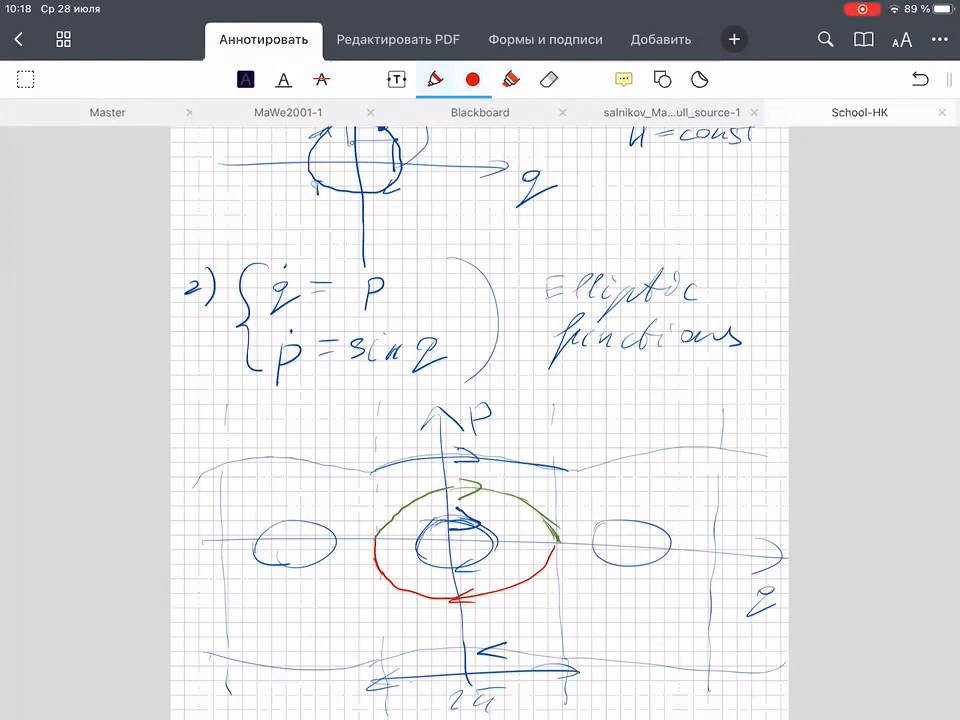 10:18 Ср 28 июля
89 %
Аннотировать Редактировать PDF Формы и подписи Добавить
T
A A A
Master MaWe2001-1 Blackboard salnikov_Ma...ull_source-1 School-HK
H = const
q
2) q̇ = p
ṗ = sin q
Elliptic
functions
p
q
2π